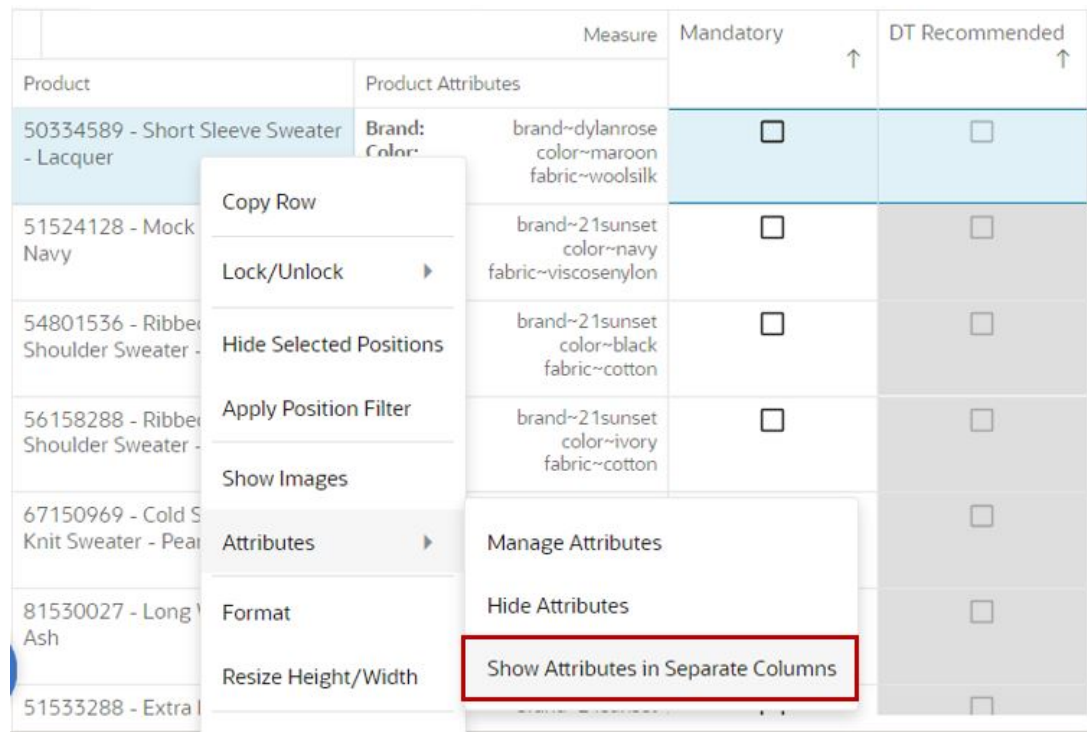 Measure Mandatory DT Recommended
Product Product Attributes
50334589 - Short Sleeve Sweater
- Lacquer
Brand: brand~dylanrose
Color: color~maroon
fabric~woolsilk
51524128 - Mock
Navy
brand~21sunset
color~navy
fabric~viscosenylon
54801536 - Ribbed
Shoulder Sweater -
brand~21sunset
color~black
fabric~cotton
56158288 - Ribbed
Shoulder Sweater -
brand~21sunset
color~ivory
fabric~cotton
67150969 - Cold S
Knit Sweater - Pear
81530027 - Long
Ash
51533288 - Extra
Copy Row
Lock/Unlock
Hide Selected Positions
Apply Position Filter
Show Images
Attributes
Format
Resize Height/Width
Manage Attributes
Hide Attributes
Show Attributes in Separate Columns